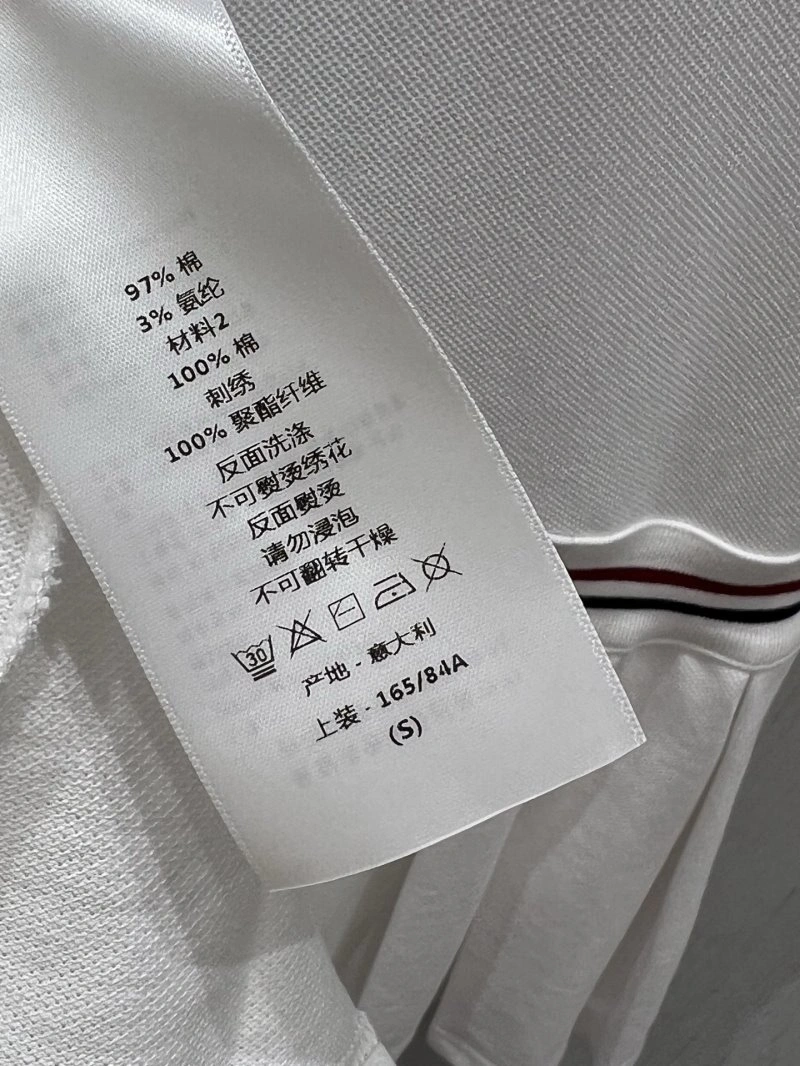 97% 棉
3% 氨纶
材料2
100% 棉
刺绣
100% 聚酯纤维
反面洗涤
不可熨烫绣花
反面熨烫
请勿浸泡
不可翻转干燥
30
产地 - 意大利
上装 - 165/84A
(S)